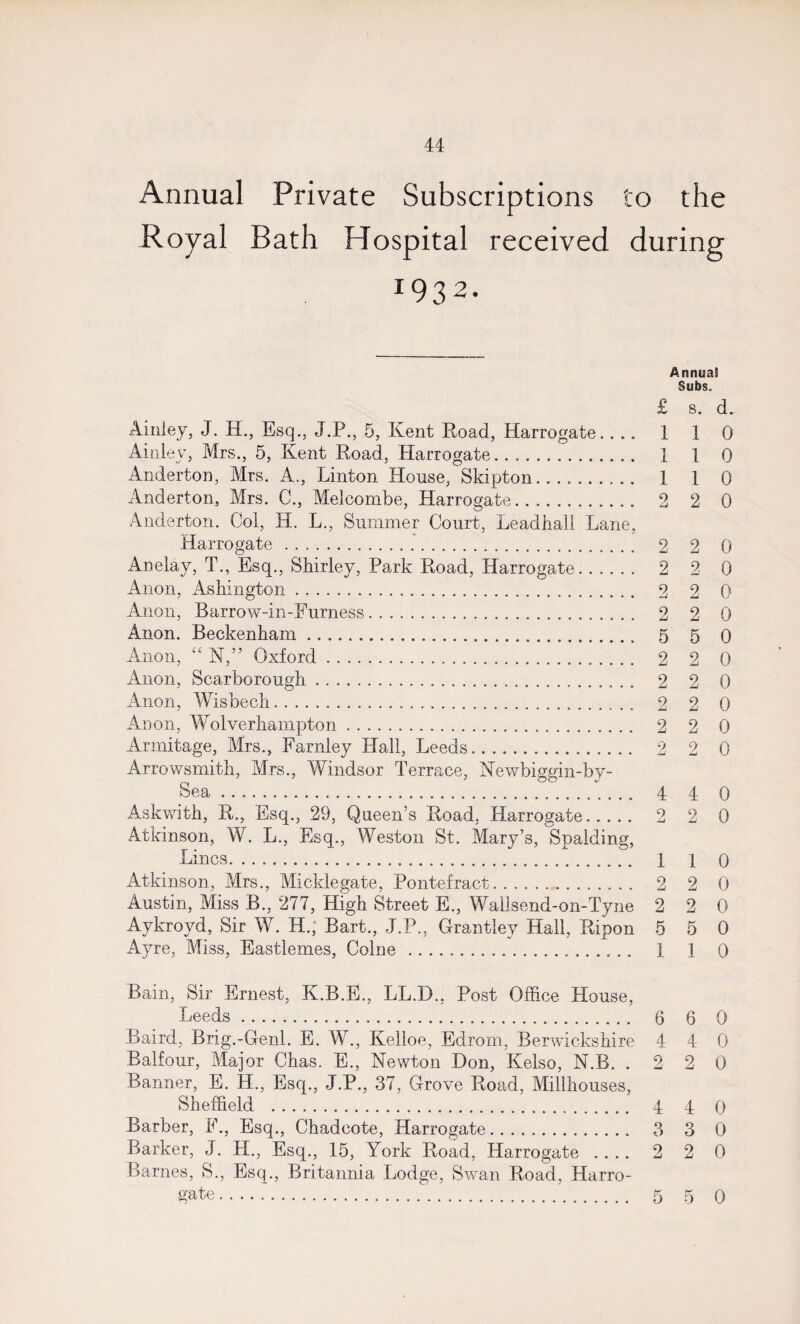 44
Annual Private Subscriptions to the
Royal Bath Hospital received during
1932.
Annual
Subs.
£ s. d.
Ainley, J. H., Esq., J.P., 5, Kent Road, Harrogate.... 1 1 0
Ainley, Mrs., 5, Kent Road, Harrogate.............. 1 1 0
Anderton, Mrs. A., Linton House, Skipton.......... 1 1 0
Anderton, Mrs. C., Melcombe, Harrogate............ 2 2 0
Anderton. Col, H. L., Summer Court, Leadhall Lane,
Harrogate .................................. 2 2 0
Anelay, T., Esq., Shirley, Park Road, Harrogate...... 2 2 0
Anon, Ashington ................................. 2 2 0
Anon, Barrow-in-Furness.......................... 2 2 0
Anon. Beckenham ................................ 5 5 0
Anon, “ N,” Oxford .............................. 2 2 0
Anon, Scarborough ............................... 2 2 0
Anon, Wisbech................................... 2 2 0
Anon, Wolverhampton ............................ 2 2 0
Armitage, Mrs., Farnley Hall, Leeds................ 2 2 0
Arrowsmith, Mrs., Windsor Terrace, Newbiggin-by-
Sea ........................................ 4 4 0
Askwith, R., Esq., 29, Queen’s Road, Harrogate..... 2 2 0
Atkinson, W. L., Esq., Weston St. Mary’s, Spalding,
Lincs....................................... 1 1 0
Atkinson, Mrs., Micklegate, Pontefract.............. 2 2 0
Austin, Miss B., 277, High Street E., Wallsend-on-Tyne 2 2 0
Aykroyd, Sir W. H., Bart., J.P., Grantley Hall, Ripon 5 5 0
Ayre, Miss, Eastlemes, Colne ...................... 1 1 0
Bain, Sir Ernest, K.B.E., LL.D., Post Office House,
Leeds ...................................... 6 6 0
Baird, Brig.-Genl. E. W., Kelloe, Edrom, Berwickshire 4 4 0
Balfour, Major Chas. E., Newton Don, Kelso, N.B. . 2 2 0
Banner, E. H., Esq., J.P., 37, Grove Road, Millhouses,
Sheffield ................................... 4 4 0
Barber, F., Esq., Chadcote, Harrogate.............. 3 3 0
Barker, J. H., Esq., 15, York Road, Harrogate .... 2 2 0
Barnes, S., Esq., Britannia Lodge, Swan Road, Harro-
gate........................................ 5 5 0